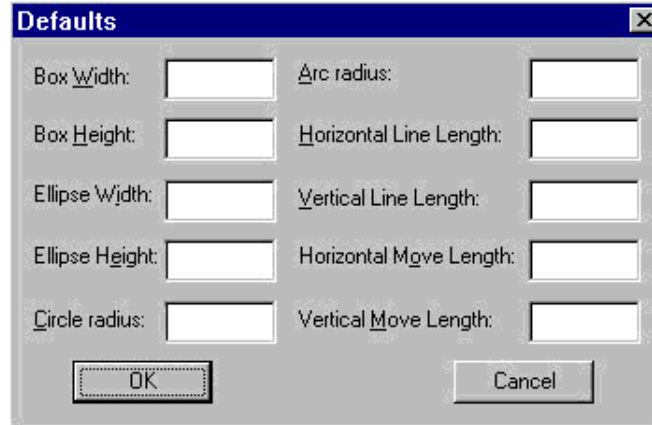 Defaults
Box Width:
Arc radius:
Box Height:
Horizontal Line Length:
Ellipse Width:
Vertical Line Length:
Ellipse Height:
Horizontal Move Length:
Circle radius:
Vertical Move Length:
OK
Cancel